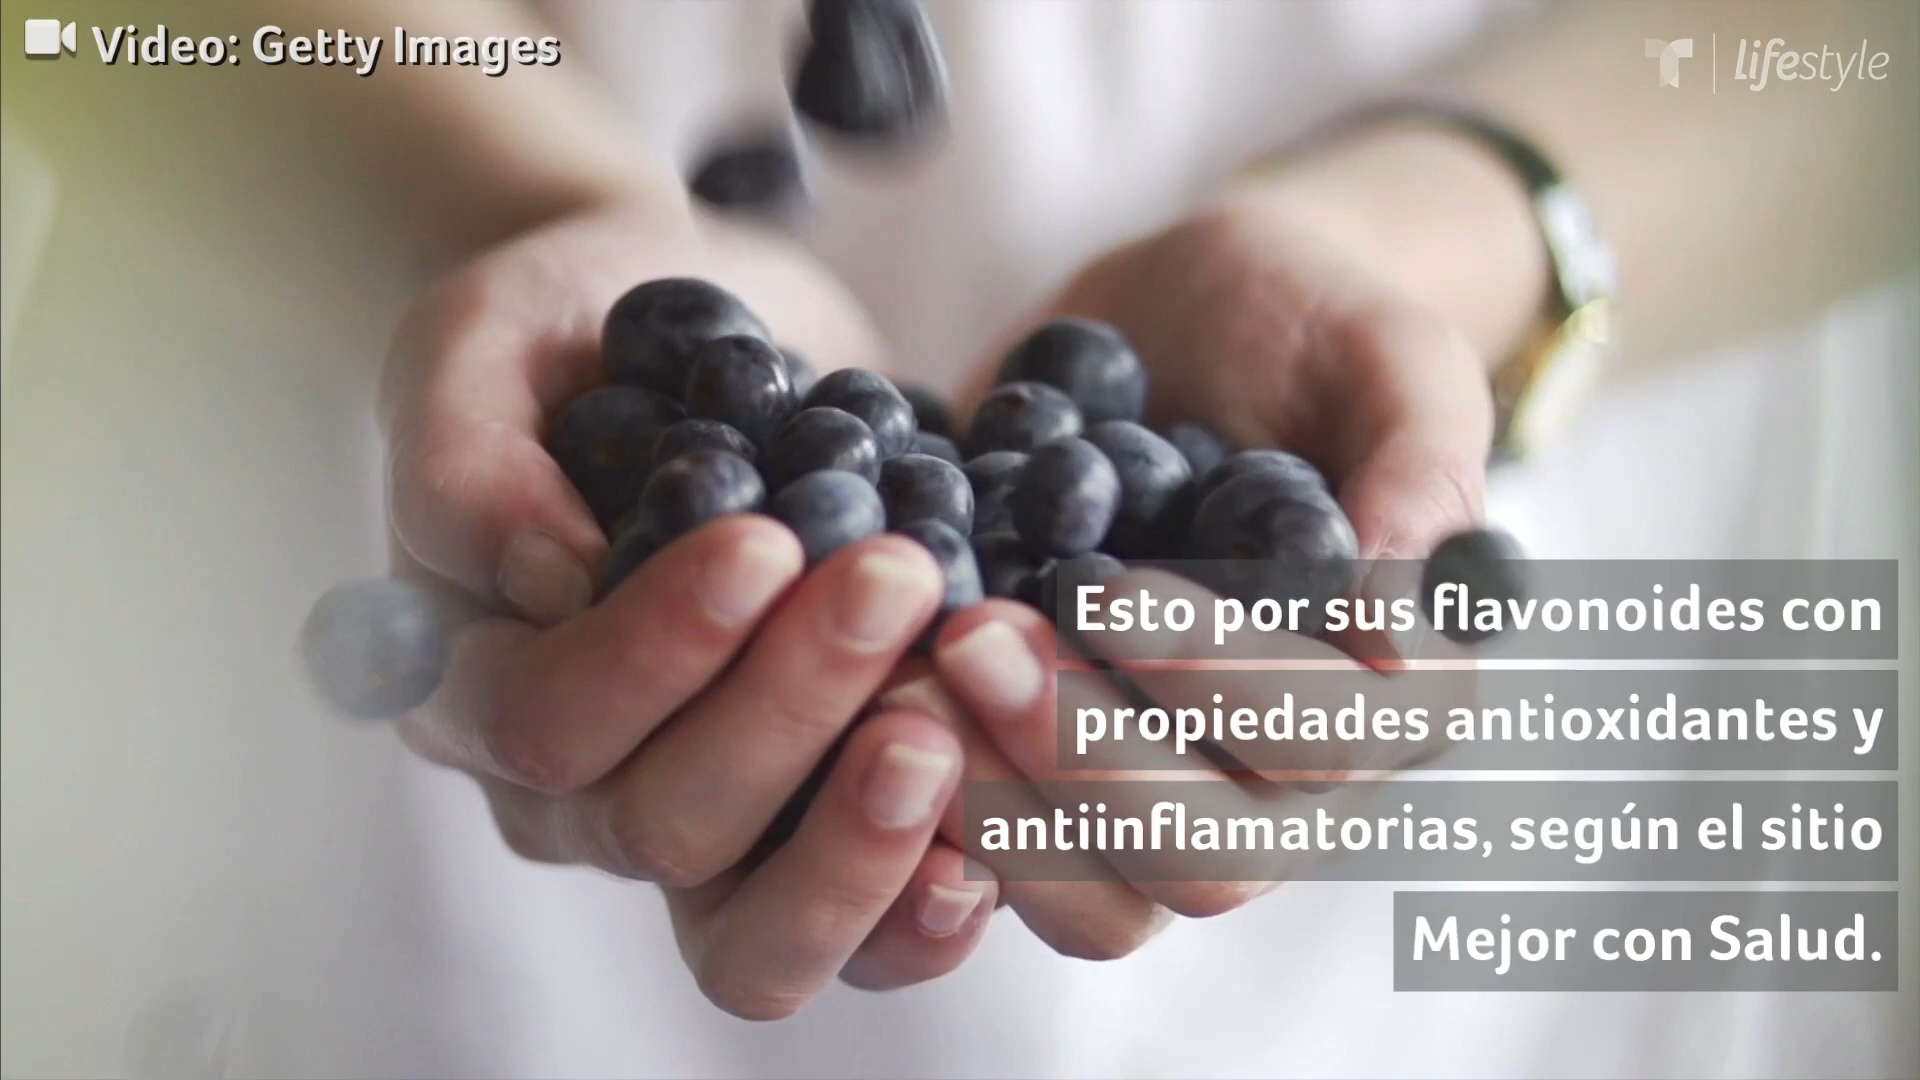 Video: Getty Images
lifestyle
Esto por sus flavonoides con
propiedades antioxidantes y
antiinflamatorias, según el sitio
Mejor con Salud.